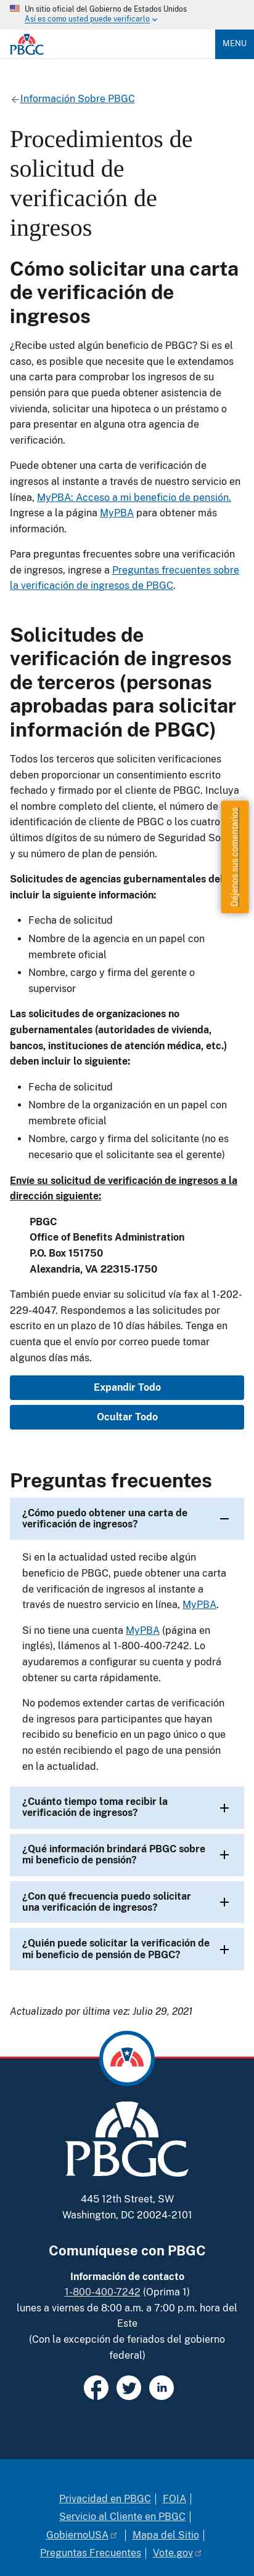 Un sitio oficial del Gobierno de Estados Unidos
Así es como usted puede verificarlo
PBGC
MENU
Información Sobre PBGC
Procedimientos de
solicitud de
verificación de
ingresos
Cómo solicitar una carta
de verificación de
ingresos
¿Recibe usted algún beneficio de PBGC? Si es el
caso, es posible que necesite que le extendamos
una carta para comprobar los ingresos de su
pensión para que pueda obtener asistencia de
vivienda, solicitar una hipoteca o un préstamo o
para presentar en alguna otra autoridad o servicio
verificación.
Puede obtener una carta de verificación de
ingresos al instante a través de nuestro servicio en
línea, MyPBA: Acceso a mi beneficio de pensión.
Ingrese a la página MyPBA para obtener más
información.
Para preguntas frecuentes sobre una verificación
de ingresos, ingrese a Preguntas frecuentes sobre
la verificación de ingresos de PBGC.
Solicitudes de
verificación de ingresos
de terceros (personas
aprobadas para solicitar
información de PBGC)
Todos los terceros que soliciten verificaciones
deben proporcionar un consentimiento escrito
fechado y firmado por el cliente de PBGC. Incluya
el nombre completo del cliente, el número de
identificación de cliente de PBGC o los cuatro
últimos dígitos de su número de Seguridad So
y su número de plan de pensión.
Déjenos sus comentarios
Solicitudes de agencias gubernamentales de
incluir la siguiente información:
Fecha de solicitud
Nombre de la agencia en un papel con
membrete oficial
Nombre, cargo y firma del gerente o
supervisor
Las solicitudes de organizaciones no
gubernamentales (autoridades de vivienda,
bancos, instituciones de atención médica, etc.)
deben incluir lo siguiente:
Fecha de solicitud
Nombre de la organización en un papel con
membrete oficial
Nombre, cargo y firma del solicitante (no es
necesario que el solicitante sea el gerente)
Envíe su solicitud de verificación de ingresos a la
dirección siguiente:
PBGC
Office of Benefits Administration
P.O. Box 151750
Alexandria, VA 22315-1750
También puede enviar su solicitud vía fax al 1-202-
229-4047. Respondemos a las solicitudes por
escrito en un plazo de 10 días hábiles. Tenga en
cuenta que el envío por correo puede tomar
algunos días más.
Expandir Todo
Ocultar Todo
Preguntas frecuentes
¿Cómo puedo obtener una carta de
verificación de ingresos?
Si en la actualidad usted recibe algún
beneficio de PBGC, puede obtener una carta
de verificación de ingresos al instante a
través de nuestro servicio en línea, MyPBA.
Si no tiene una cuenta MyPBA (página en
inglés), llámenos al 1-800-400-7242. Lo
ayudaremos a configurar su cuenta y podrá
obtener su carta rápidamente.
No podemos extender cartas de verificación
de ingresos para participantes que hayan
recibido su beneficio en un pago único o que
no estén recibiendo el pago de una pensión
en la actualidad.
¿Cuánto tiempo toma recibir la
verificación de ingresos?
¿Qué información brindará PBGC sobre
mi beneficio de pensión?
¿Con qué frecuencia puedo solicitar
una verificación de ingresos?
¿Quién puede solicitar la verificación de
mi beneficio de pensión de PBGC?
Actualizado por última vez: Julio 29, 2021
PBGC
445 12th Street, SW
Washington, DC 20024-2101
Comuníquese con PBGC
Información de contacto
1-800-400-7242 (Oprima 1)
lunes a viernes de 8:00 a.m. a 7:00 p.m. hora del
Este
(Con la excepción de feriados del gobierno
federal)
Privacidad en PBGC | FOIA |
Servicio al Cliente en PBGC |
GobiernoUSA | Mapa del Sitio |
Preguntas Frecuentes | Vote.gov